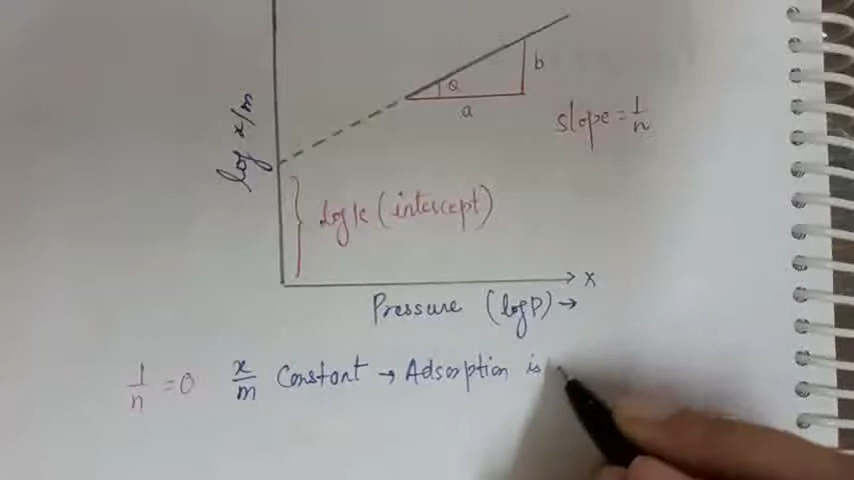 b
θ
a
slope = 1/n
log x/m
log k (intercept)
x
Pressure (log P) →
1/n = 0 x/m Constant → Adsorption is